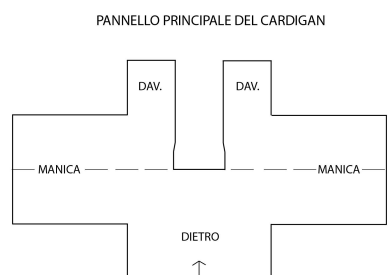 PANNELLO PRINCIPALE DEL CARDIGAN
DAV. DAV.
MANICA MANICA
DIETRO